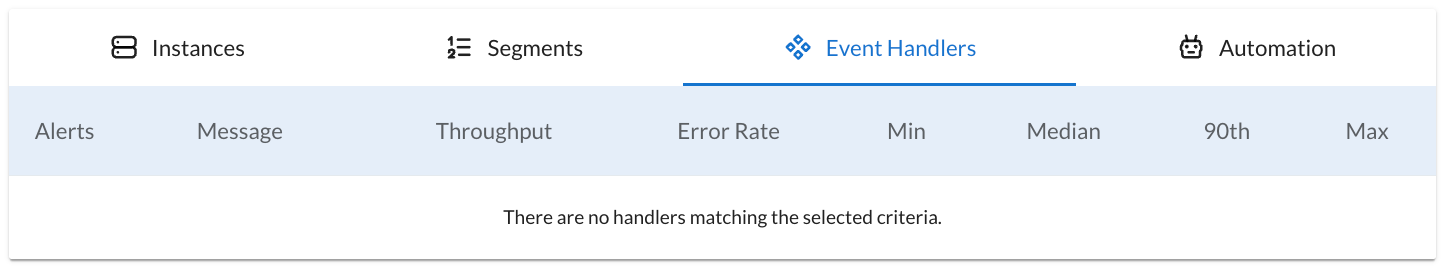 Instances Segments Event Handlers Automation
Alerts Message Throughput Error Rate Min Median 90th Max
There are no handlers matching the selected criteria.